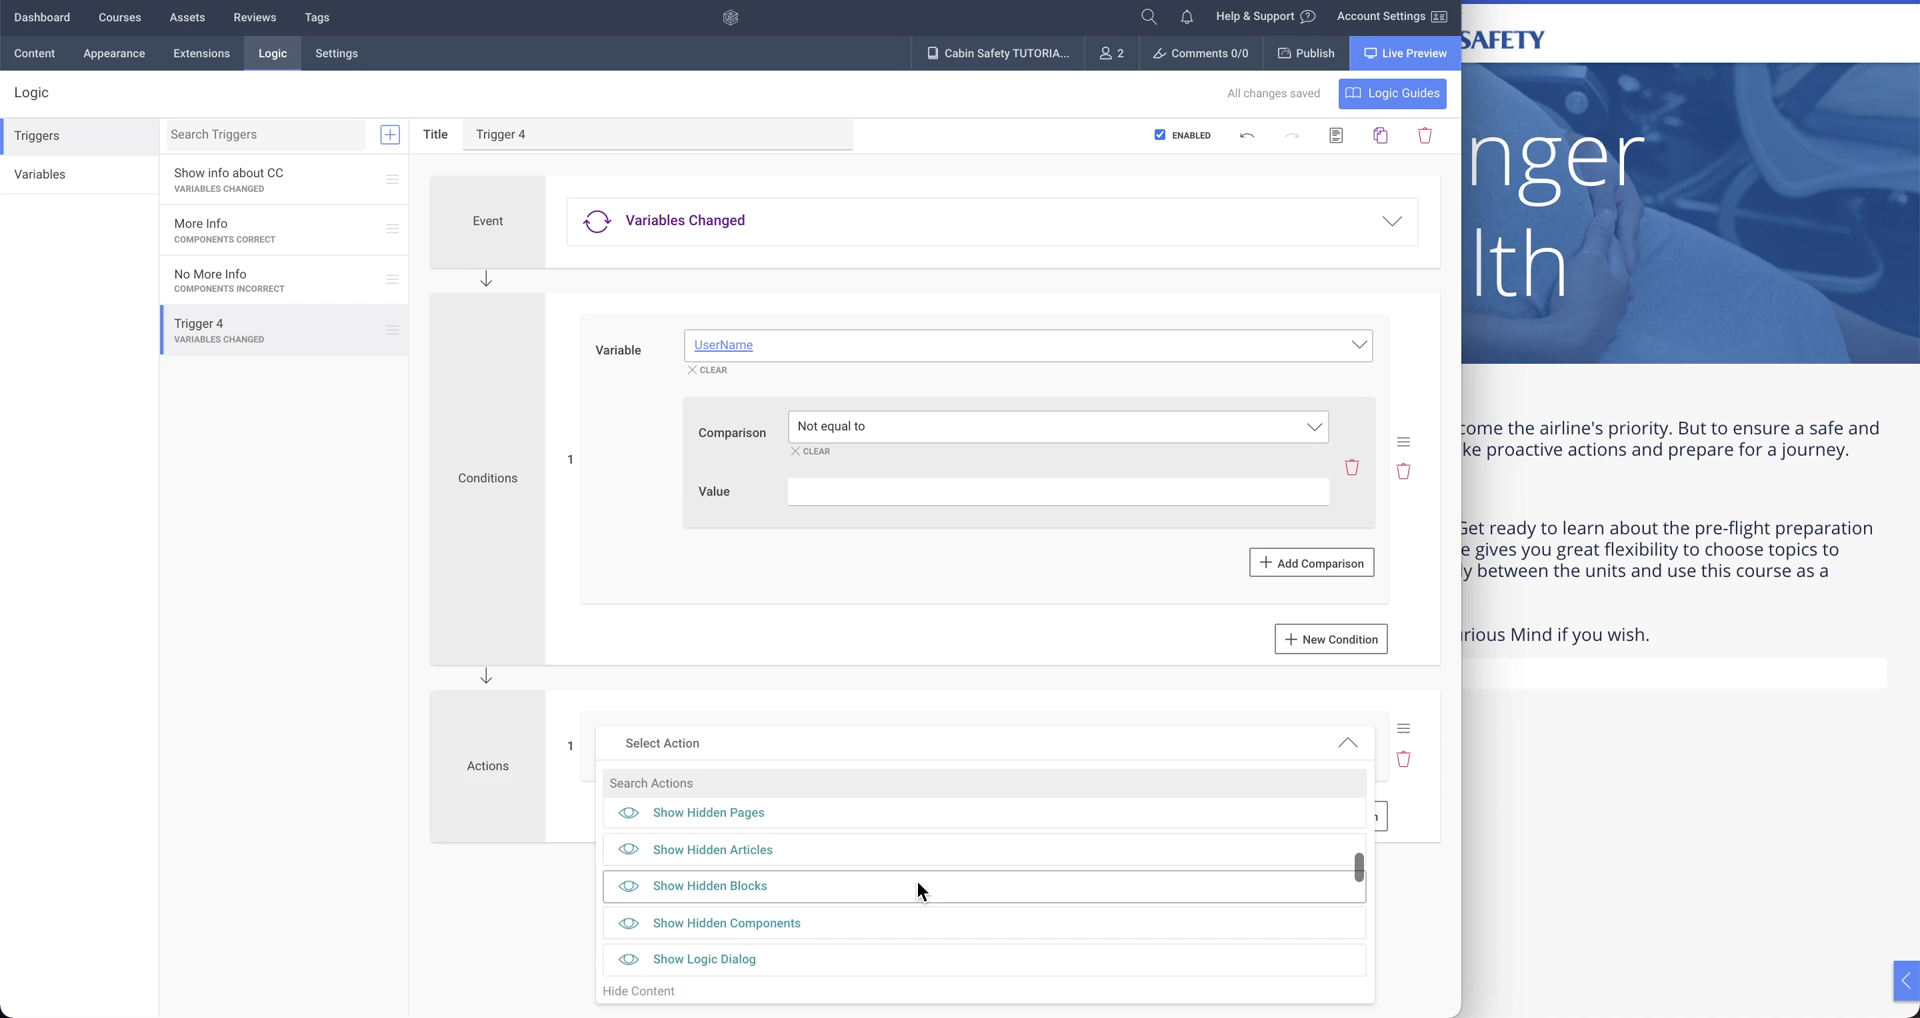 Dashboard
Courses
Assets
Reviews
Tags
Help & Support
Account Settings
Content
Appearance
Extensions
Logic
Settings
Cabin Safety TUTORIA...
2
Comments 0/0
Publish
Live Preview
SAFETY
Logic
All changes saved
Logic Guides
Triggers
Variables
Search Triggers
Show info about CC
VARIABLES CHANGED
More Info
COMPONENTS CORRECT
No More Info
COMPONENTS INCORRECT
Trigger 4
VARIABLES CHANGED
Title
Trigger 4
ENABLED
Event
Variables Changed
Conditions
1
Variable
UserName
CLEAR
Comparison
Not equal to
CLEAR
Value
Add Comparison
New Condition
Actions
1
Select Action
Search Actions
Show Hidden Pages
Show Hidden Articles
Show Hidden Blocks
Show Hidden Components
Show Logic Dialog
Hide Content
n
nger
lth
come the airline's priority. But to ensure a safe and
ke proactive actions and prepare for a journey.
Get ready to learn about the pre-flight preparation
e gives you great flexibility to choose topics to
ly between the units and use this course as a
urious Mind if you wish.